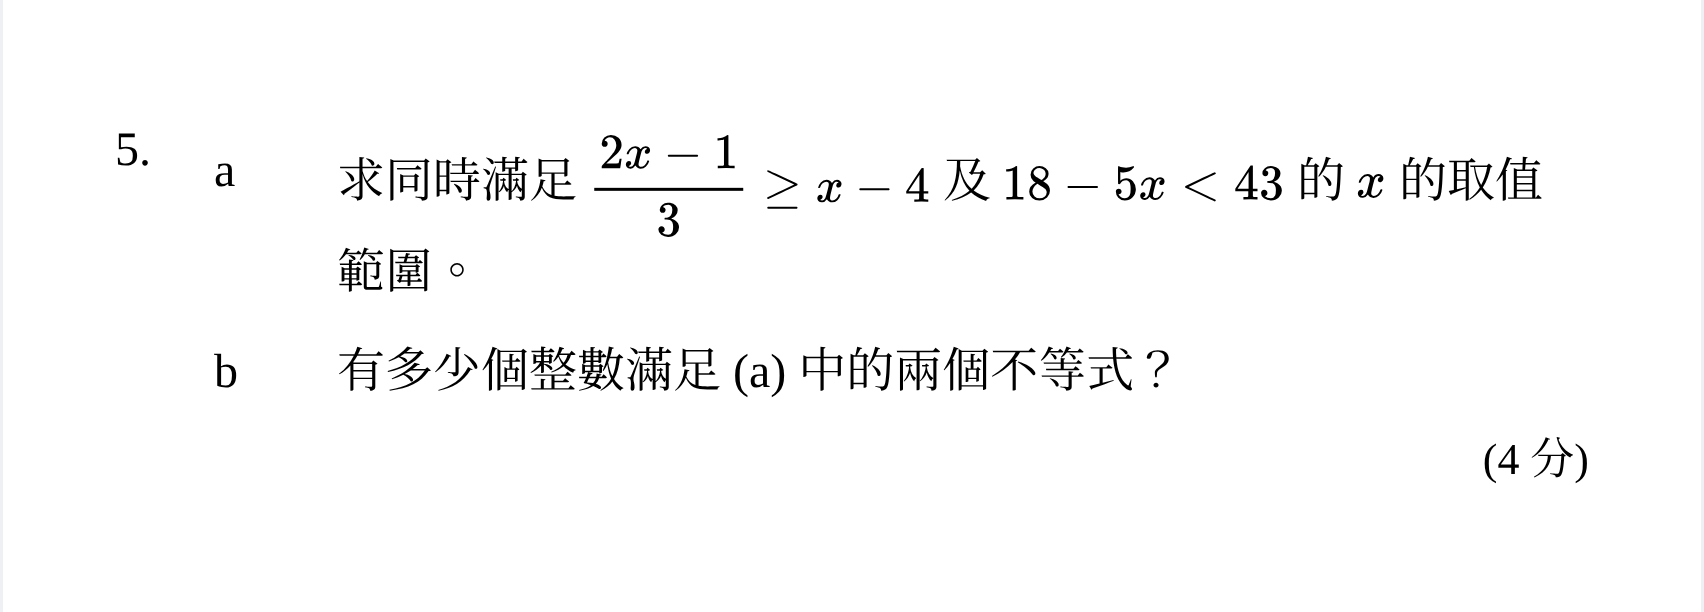 5. a 求同時滿足 \frac{2x − 1}{3} ≥ x − 4 及 18 − 5x < 43 的 x 的取值
範圍。
b 有多少個整數滿足 (a) 中的兩個不等式？
(4 分)